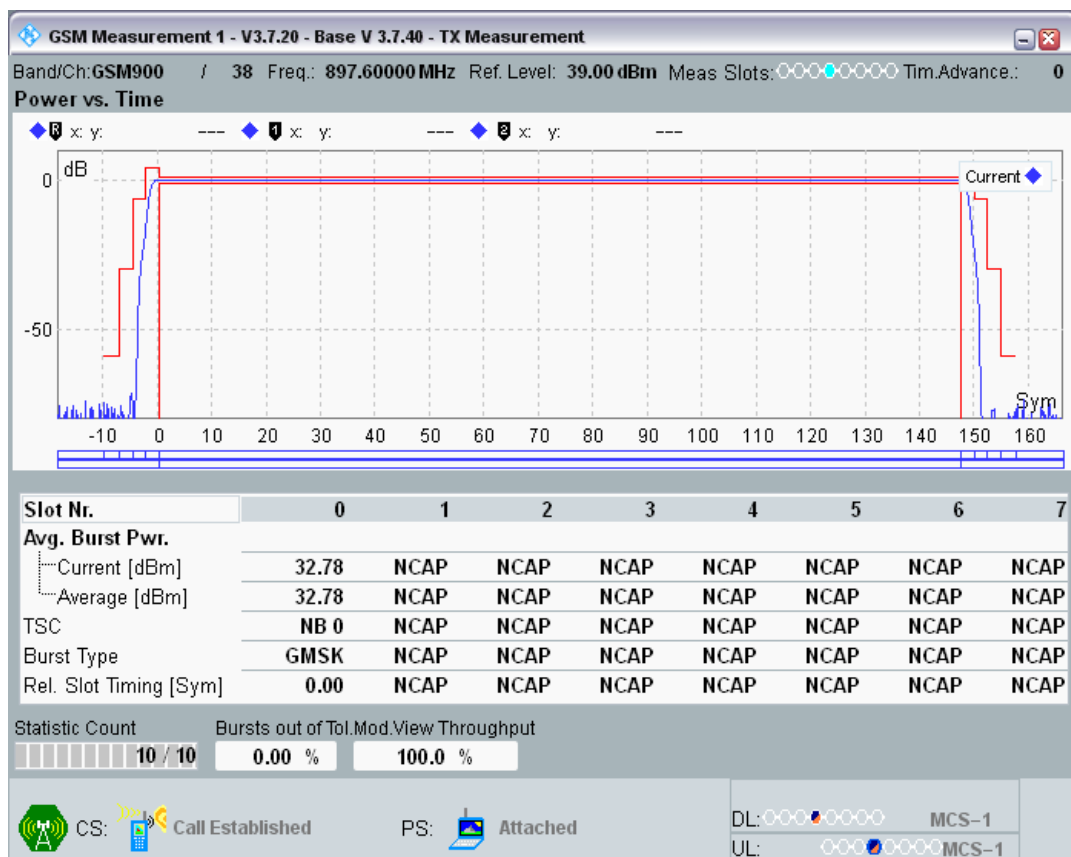 GSM Measurement 1 - V3.7.20 - Base V 3.7.40 - TX Measurement
Band/Ch:GSM900 / 38 Freq.: 897.60000 MHz Ref. Level: 39.00 dBm Meas Slots: Tim.Advance.: 0
Power vs. Time
R x: y: --- 1 x: y: --- 2 x: y: ---
dB
Current
0
-50
Sym
-10 0 10 20 30 40 50 60 70 80 90 100 110 120 130 140 150 160
Slot Nr. 0 1 2 3 4 5 6 7
Avg. Burst Pwr.
Current [dBm] 32.78 NCAP NCAP NCAP NCAP NCAP NCAP NCAP
Average [dBm] 32.78 NCAP NCAP NCAP NCAP NCAP NCAP NCAP
TSC NB 0 NCAP NCAP NCAP NCAP NCAP NCAP NCAP
Burst Type GMSK NCAP NCAP NCAP NCAP NCAP NCAP NCAP
Rel. Slot Timing [Sym] 0.00 NCAP NCAP NCAP NCAP NCAP NCAP NCAP
Statistic Count Bursts out of Tol.Mod.View Throughput
10 / 10 0.00 % 100.0 %
CS: Call Established PS: Attached
DL: MCS-1
UL: MCS-1